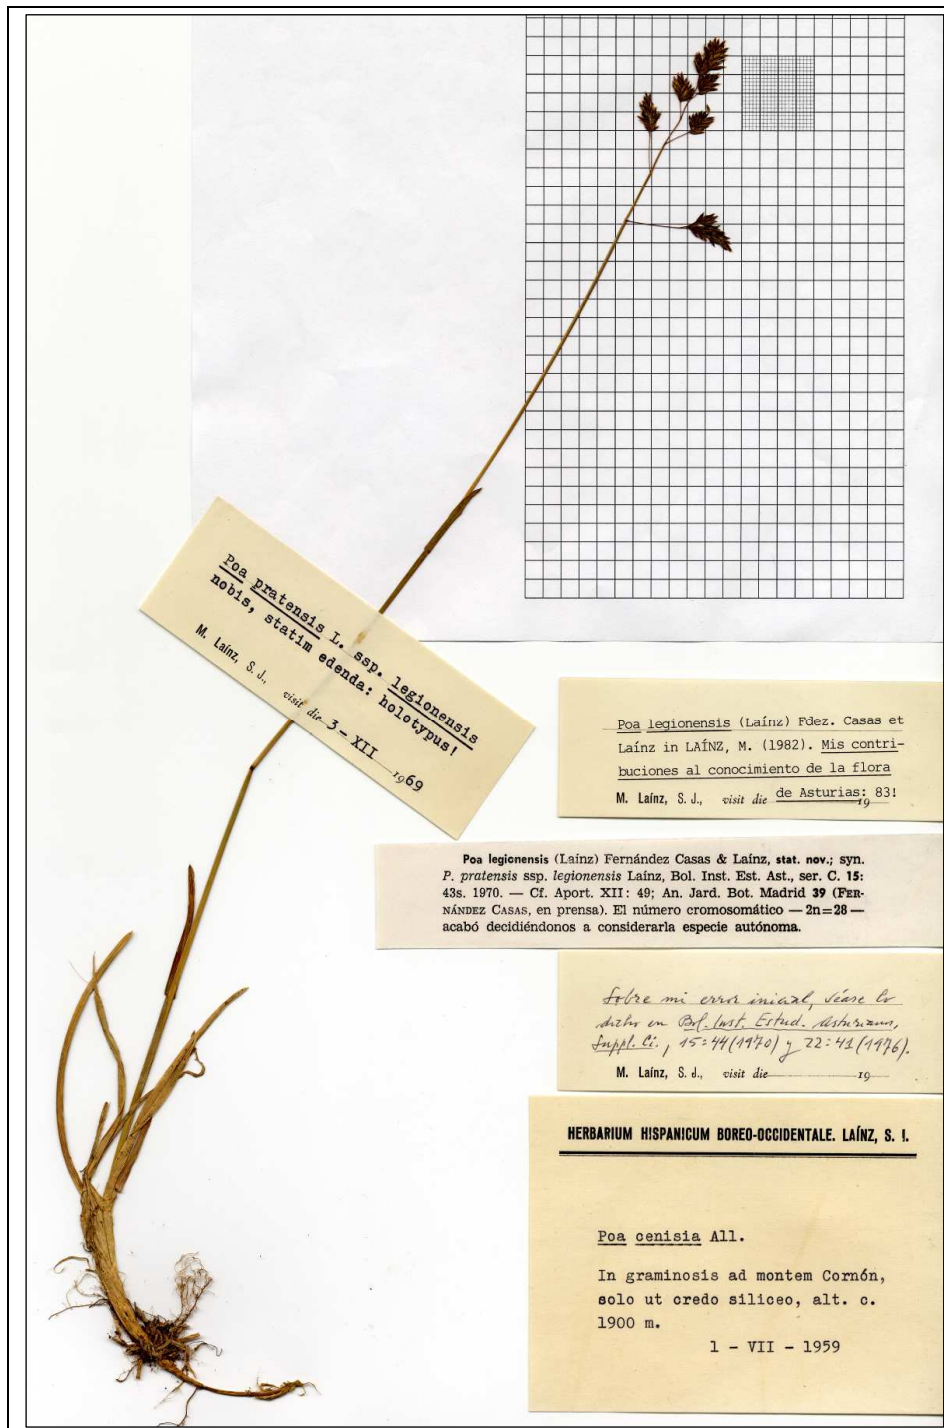 Poa pratensis L. ssp. legionensis
nobis, statim edenda: holotypus!
M. Laínz, S. J., visit die 3-XII 1969
Poa legionensis (Laínz) Fdez. Casas et
Laínz in LAÍNZ, M. (1982). Mis contri-
buciones al conocimiento de la flora
de Asturias: 83!
M. Laínz, S. J., visit die 19
Poa legionensis (Laínz) Fernández Casas & Laínz, stat. nov.; syn.
P. pratensis ssp. legionensis Laínz, Bol. Inst. Est. Ast., ser. C. 15:
43s. 1970. — Cf. Aport. XII: 49; An. Jard. Bot. Madrid 39 (FER-
NÁNDEZ CASAS, en prensa). El número cromosomático — 2n=28 —
acabó decidiéndonos a considerarla especie autónoma.
Sobre mi error inicial, véase lo
dicho en Bol. Inst. Estud. Asturianos,
Suppl. Ci., 15:44(1970) y 22:41(1976).
M. Laínz, S. J., visit die 19
HERBARIUM HISPANICUM BOREO-OCCIDENTALE. LAÍNZ, S. I.
Poa cenisia All.
In graminosis ad montem Cornón,
solo ut credo siliceo, alt. c.
1900 m.
1 - VII - 1959